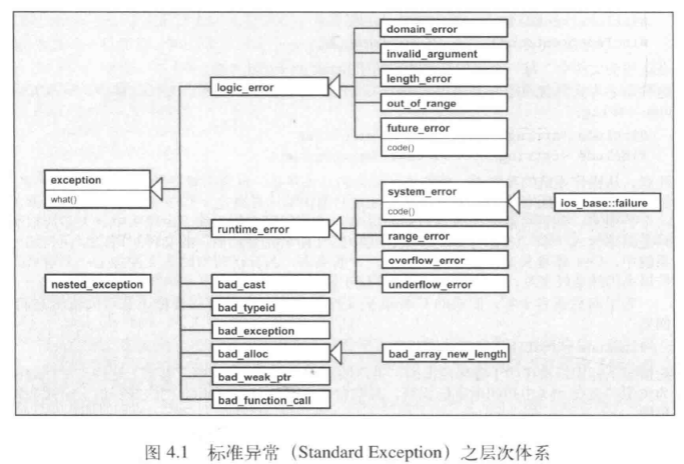 domain_error
invalid_argument
logic_error
length_error
out_of_range
future_error
code()
exception
what()
system_error
code()
ios_base::failure
runtime_error
range_error
overflow_error
nested_exception
bad_cast
underflow_error
bad_typeid
bad_exception
bad_alloc
bad_array_new_length
bad_weak_ptr
bad_function_call
图 4.1 标准异常（Standard Exception）之层次体系